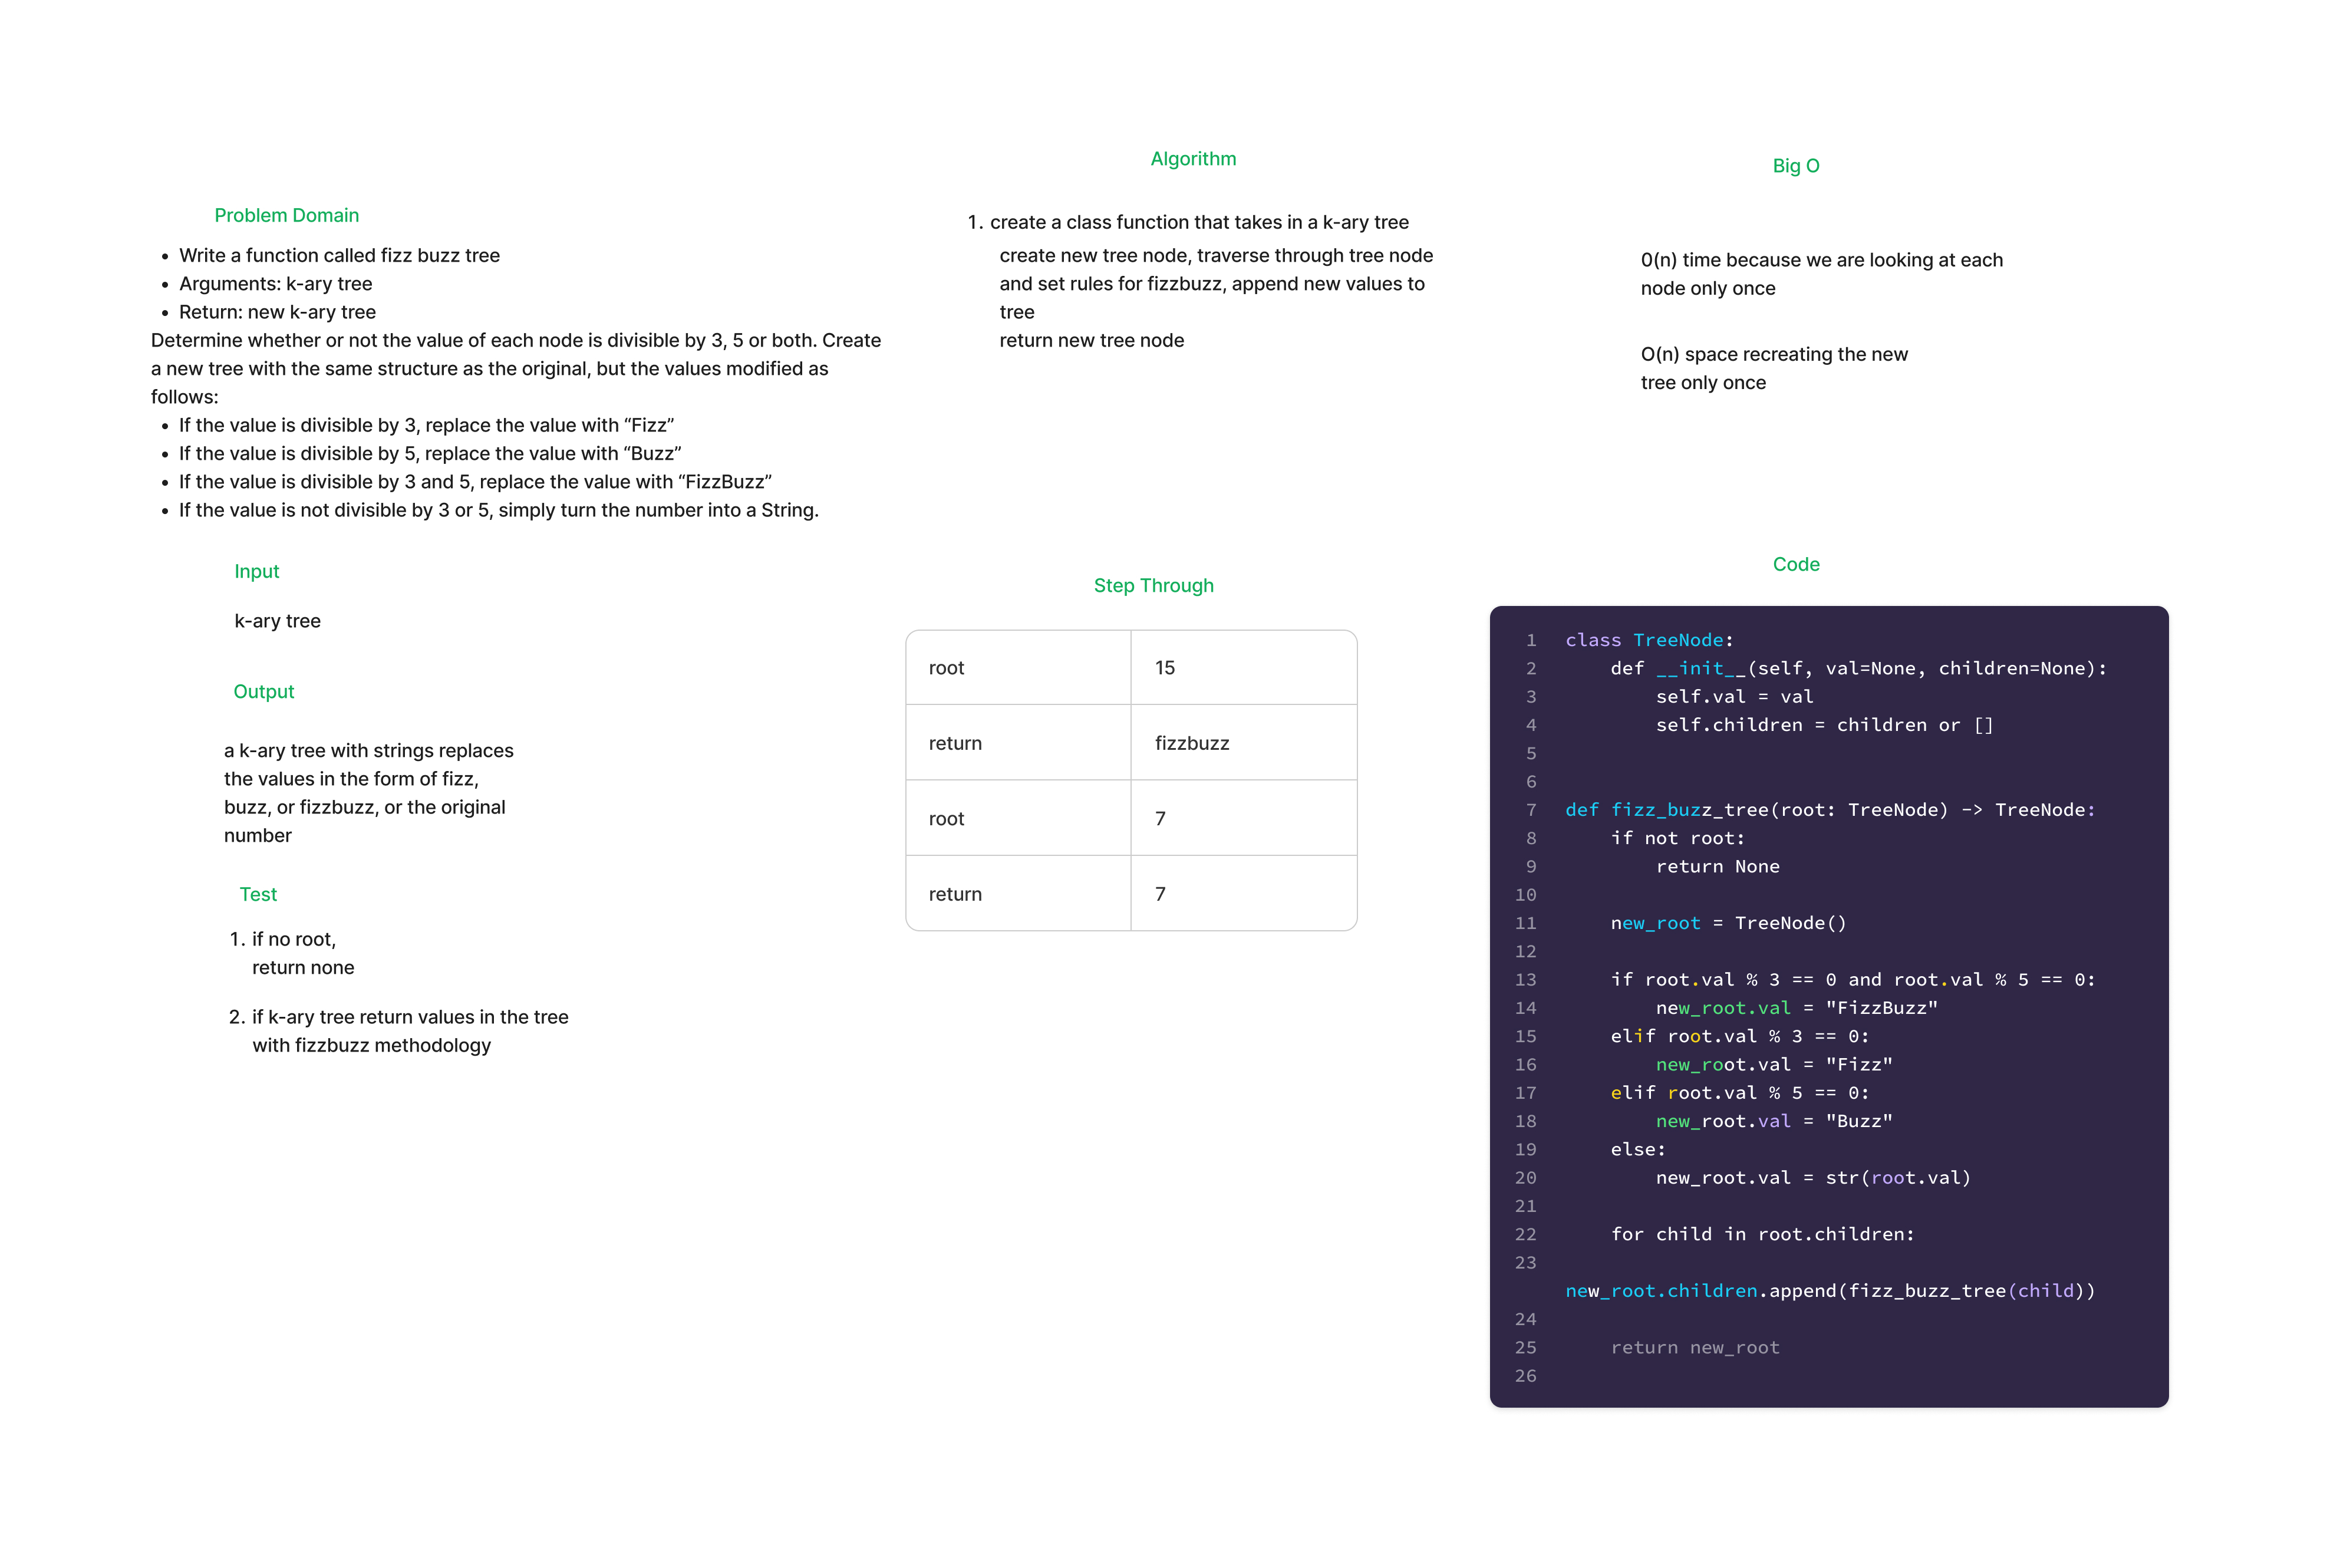 Problem Domain
• Write a function called fizz buzz tree
• Arguments: k-ary tree
• Return: new k-ary tree
Determine whether or not the value of each node is divisible by 3, 5 or both. Create
a new tree with the same structure as the original, but the values modified as
follows:
• If the value is divisible by 3, replace the value with “Fizz”
• If the value is divisible by 5, replace the value with “Buzz”
• If the value is divisible by 3 and 5, replace the value with “FizzBuzz”
• If the value is not divisible by 3 or 5, simply turn the number into a String.
Input
k-ary tree
Output
a k-ary tree with strings replaces
the values in the form of fizz,
buzz, or fizzbuzz, or the original
number
Test
1. if no root,
return none
2. if k-ary tree return values in the tree
with fizzbuzz methodology
Algorithm
1. create a class function that takes in a k-ary tree
create new tree node, traverse through tree node
and set rules for fizzbuzz, append new values to
tree
return new tree node
Step Through
root 15
return fizzbuzz
root 7
return 7
Big O
0(n) time because we are looking at each
node only once
O(n) space recreating the new
tree only once
Code
1 class TreeNode:
2     def __init__(self, val=None, children=None):
3         self.val = val
4         self.children = children or []
5
6
7 def fizz_buzz_tree(root: TreeNode) -> TreeNode:
8     if not root:
9         return None
10
11     new_root = TreeNode()
12
13     if root.val % 3 == 0 and root.val % 5 == 0:
14         new_root.val = "FizzBuzz"
15     elif root.val % 3 == 0:
16         new_root.val = "Fizz"
17     elif root.val % 5 == 0:
18         new_root.val = "Buzz"
19     else:
20         new_root.val = str(root.val)
21
22     for child in root.children:
23
new_root.children.append(fizz_buzz_tree(child))
24
25     return new_root
26